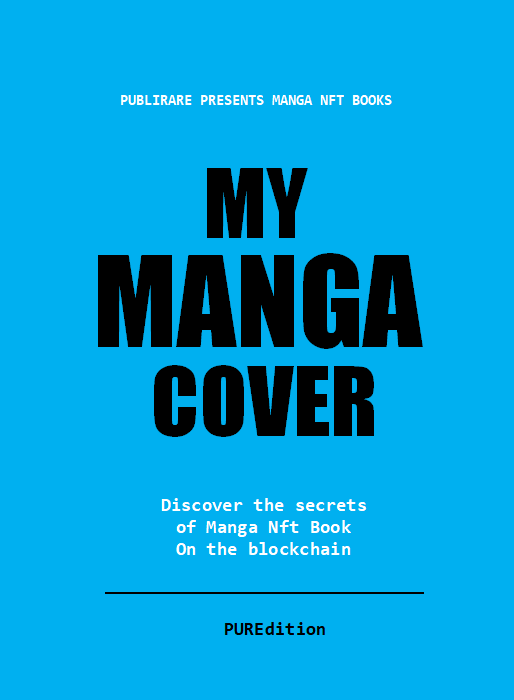 PUBLIRARE PRESENTS MANGA NFT BOOKS
MY
MANGA
COVER
Discover the secrets
of Manga Nft Book
On the blockchain
PUREdition